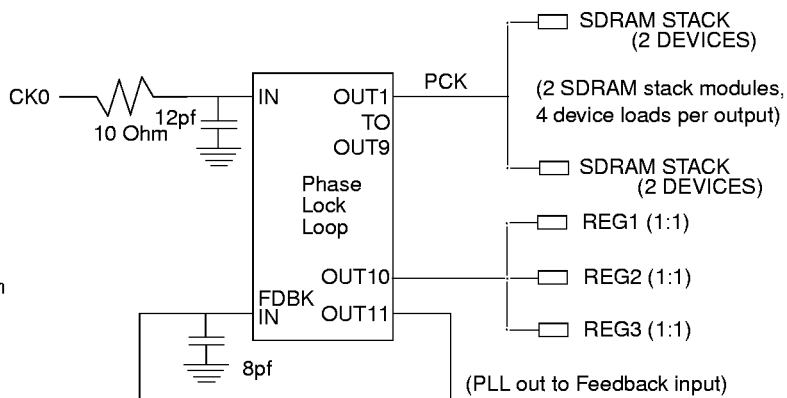 SDRAM STACK
(2 DEVICES)
CK0
IN
OUT1
PCK
(2 SDRAM stack modules,
4 device loads per output)
10 Ohm
12pf
TO
OUT9
Phase
Lock
Loop
SDRAM STACK
(2 DEVICES)
REG1 (1:1)
OUT10
REG2 (1:1)
FDBK
IN
OUT11
REG3 (1:1)
8pf
(PLL out to Feedback input)